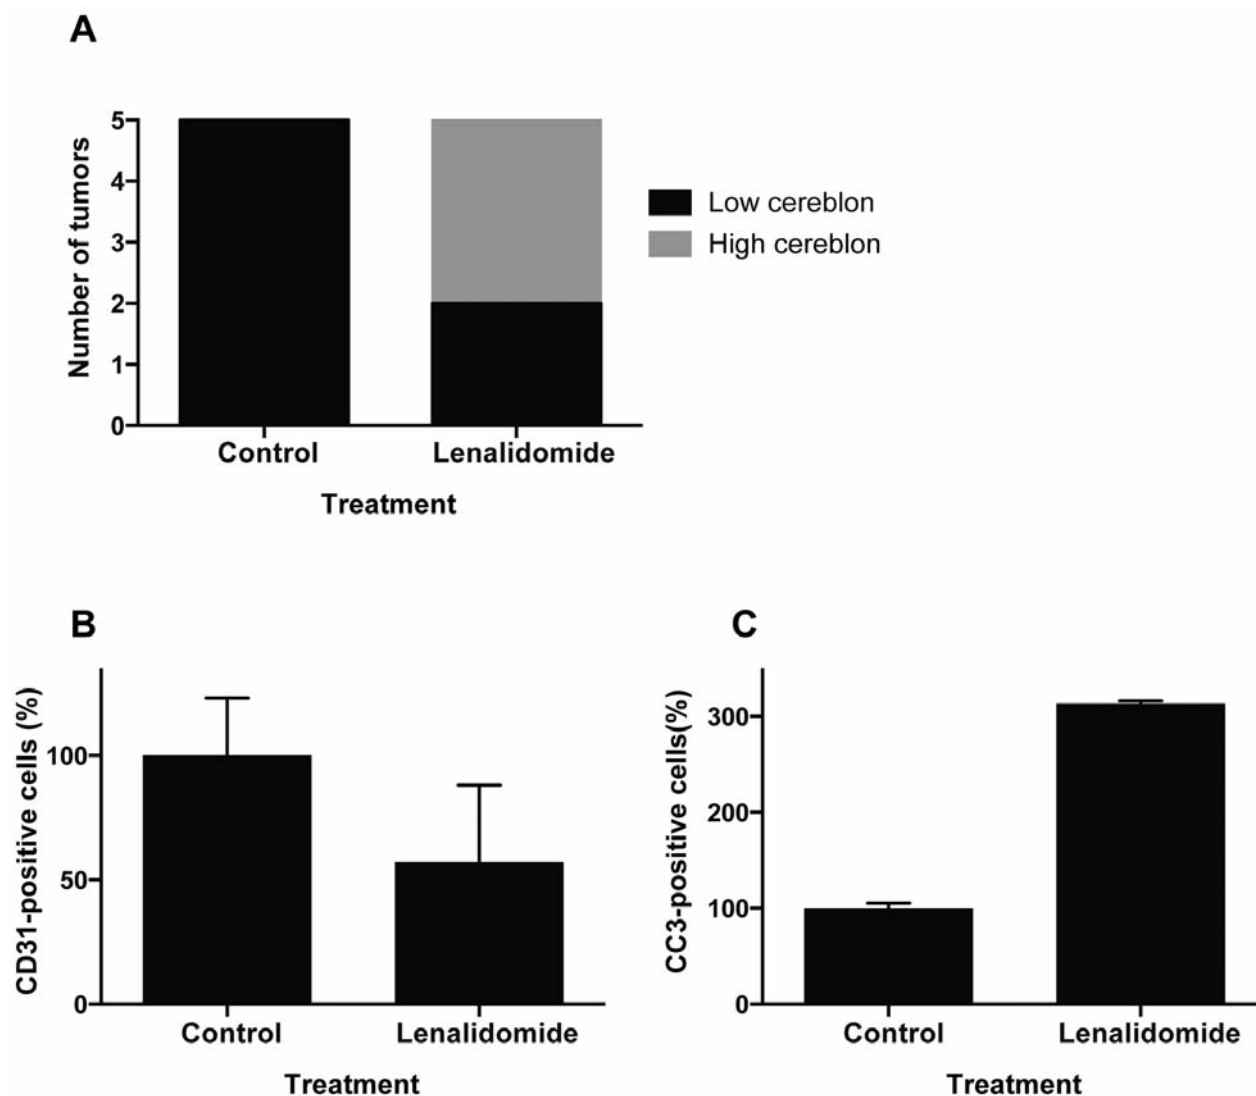 A
Number of tumors
5
4
3
2
1
0
Control Lenalidomide
Treatment
Low cereblon
High cereblon
B
CD31-positive cells (%)
100
50
0
Control Lenalidomide
Treatment
C
CC3-positive cells(%)
300
200
100
0
Control Lenalidomide
Treatment